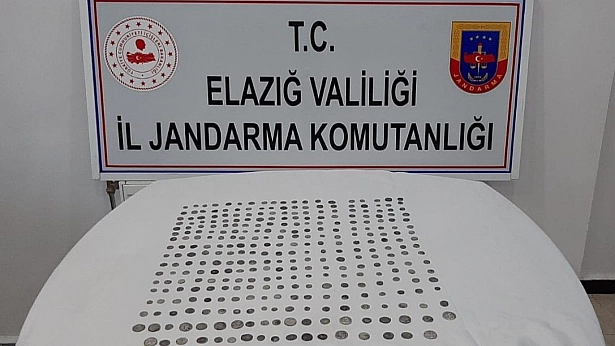 T.C.
ELAZIĞ VALİLİĞİ
İL JANDARMA KOMUTANLIĞI
JANDARMA